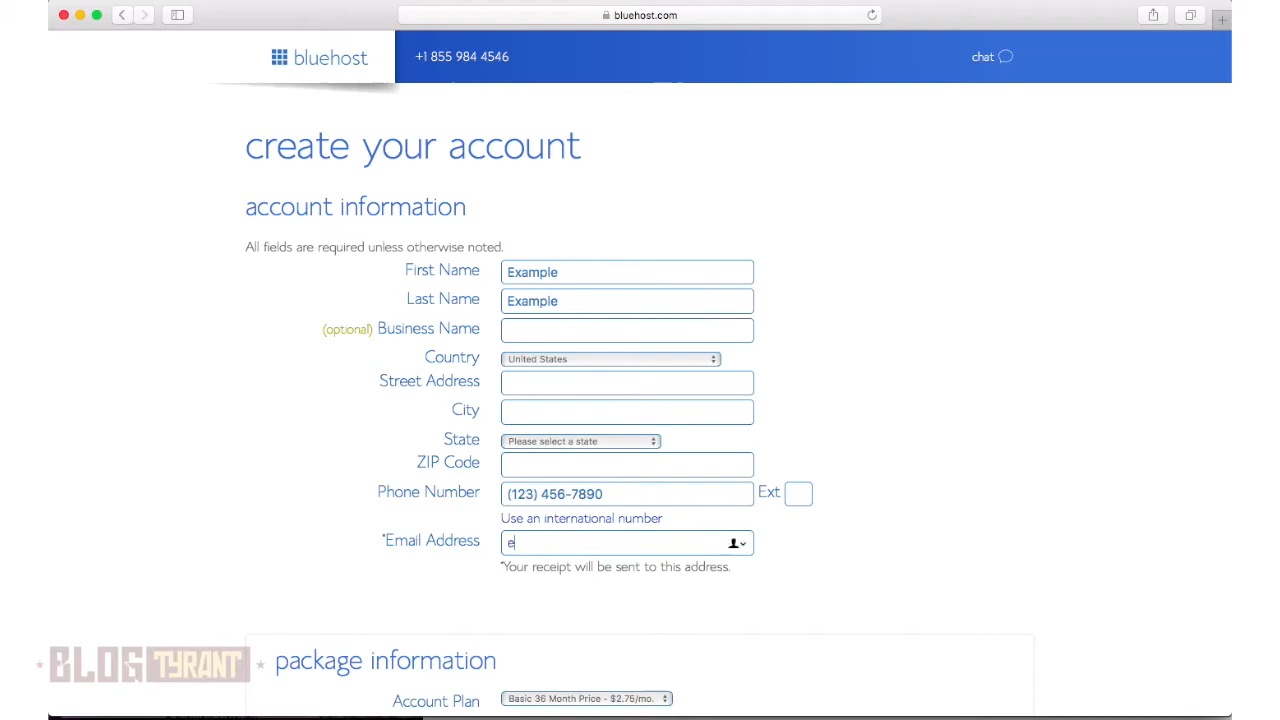 bluehost.com
bluehost
+1 855 984 4546
chat
create your account
account information
All fields are required unless otherwise noted.
First Name Example
Last Name Example
(optional) Business Name
Country United States
Street Address
City
State Please select a state
ZIP Code
Phone Number (123) 456-7890 Ext
Use an international number
*Email Address e
*Your receipt will be sent to this address.
BLOG TYRANT
package information
Account Plan Basic 36 Month Price - $2.75/mo.